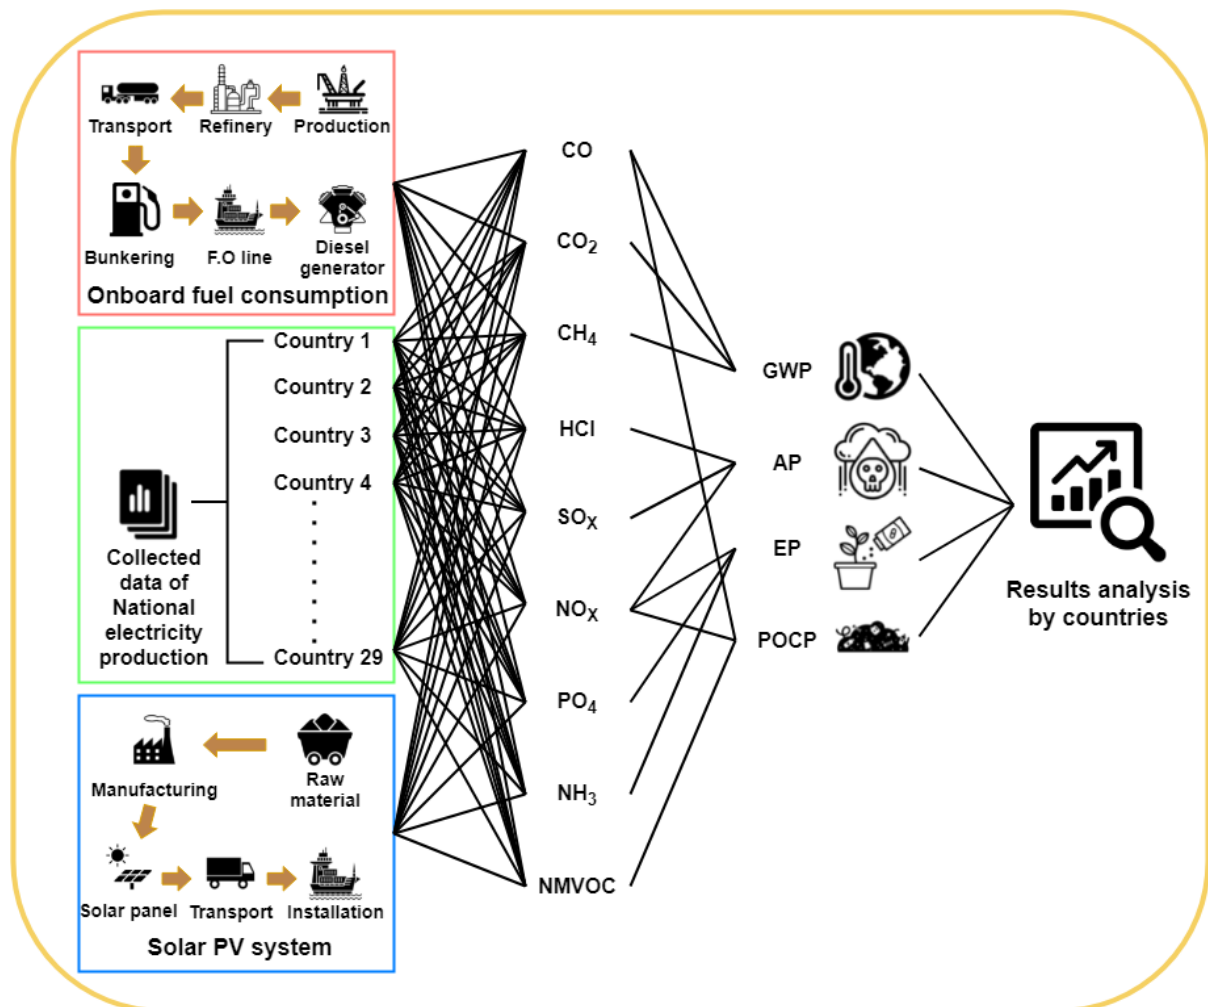 Transport
Refinery
Production
Bunkering
F.O line
Diesel
generator
Onboard fuel consumption
Country 1
Country 2
Country 3
Country 4
Country 29
Collected
data of
National
electricity
production
Manufacturing
Raw
material
Solar panel
Transport
Installation
Solar PV system
CO
CO₂
CH₄
HCl
SOₓ
NOₓ
PO₄
NH₃
NMVOC
GWP
AP
EP
POCP
Results analysis
by countries